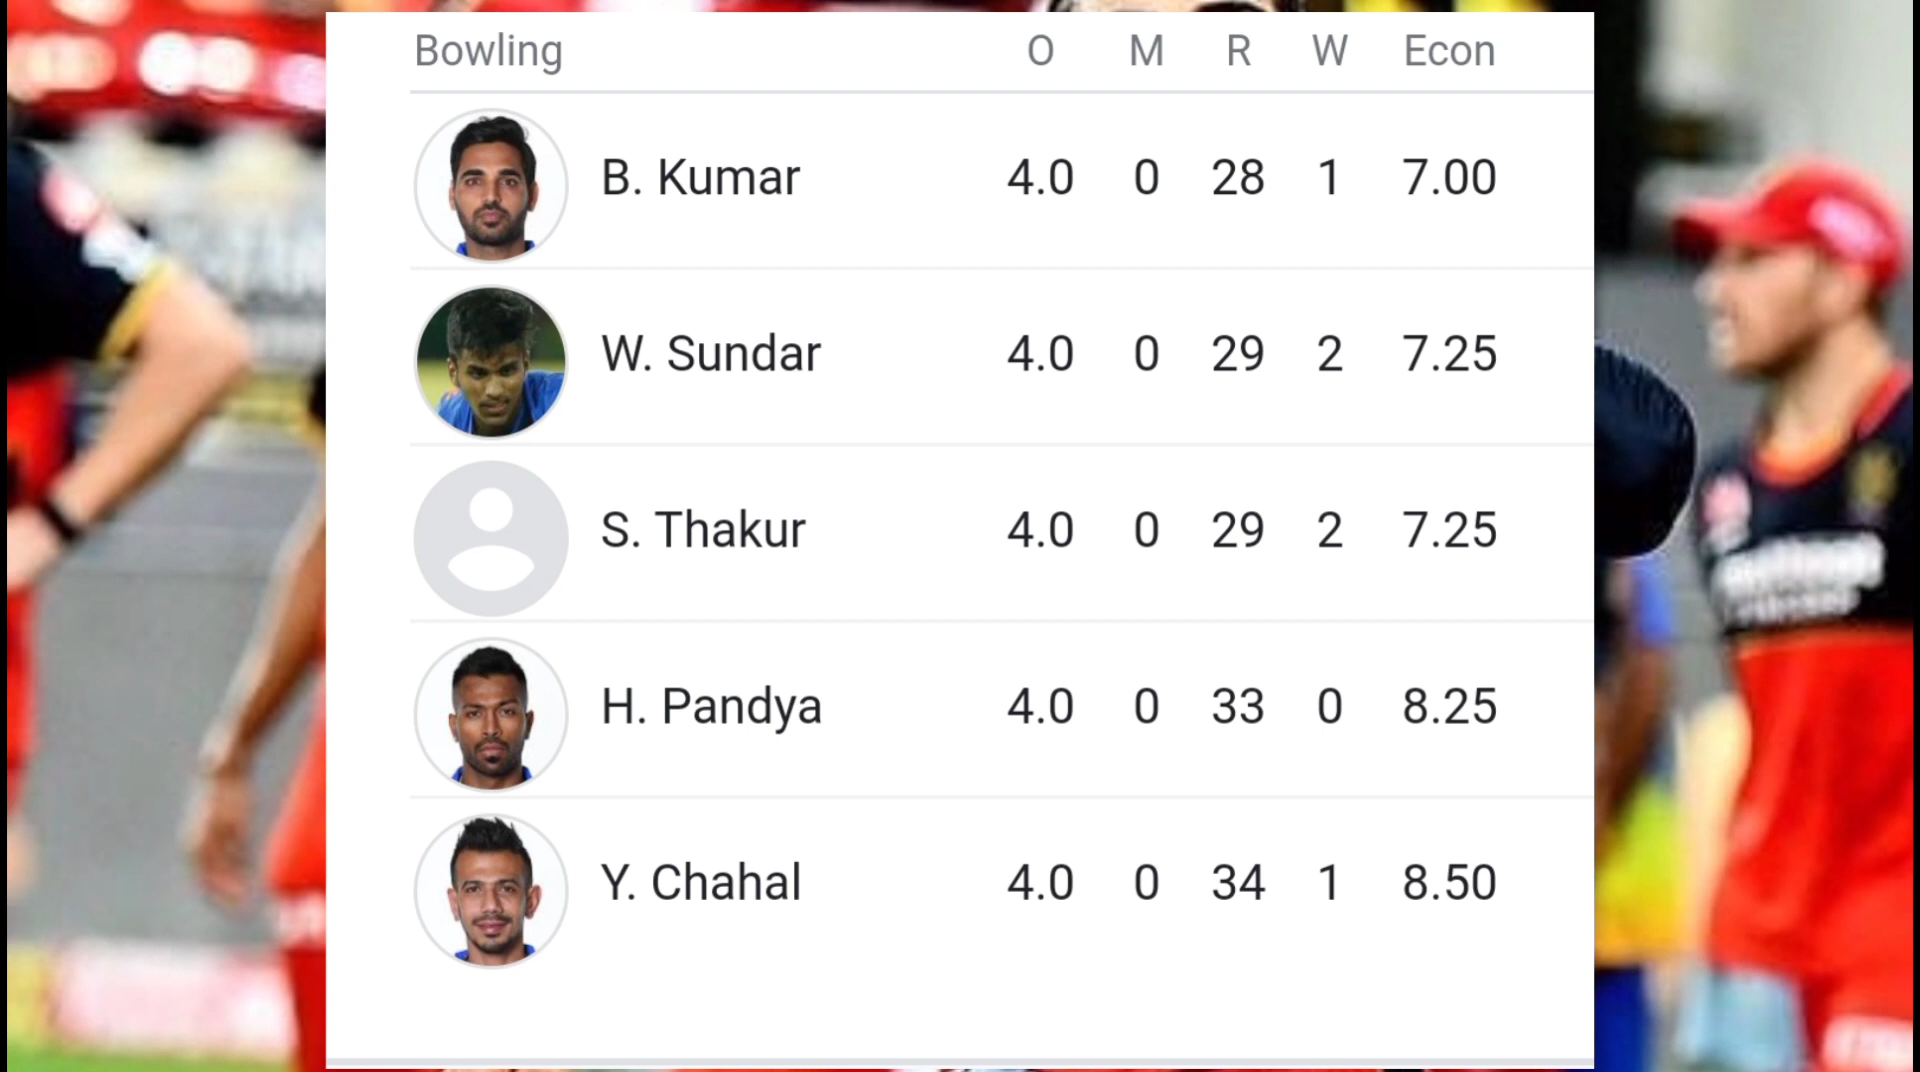 Bowling O M R W Econ
B. Kumar 4.0 0 28 1 7.00
W. Sundar 4.0 0 29 2 7.25
S. Thakur 4.0 0 29 2 7.25
H. Pandya 4.0 0 33 0 8.25
Y. Chahal 4.0 0 34 1 8.50